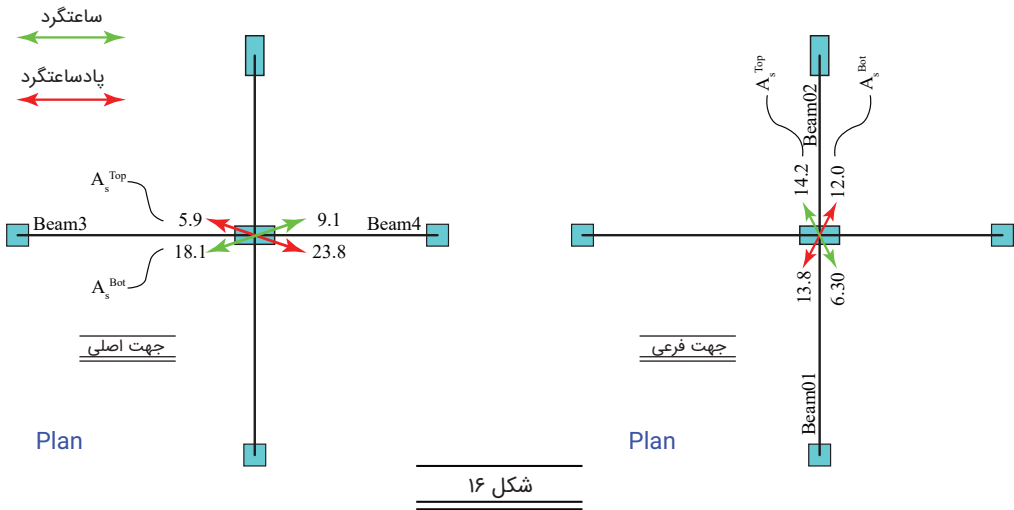 ساعتگرد
پادساعتگرد
A_s^Top
Beam3
5.9
9.1
Beam4
18.1
23.8
A_s^Bot
جهت اصلی
Plan
A_s^Top
A_s^Bot
Beam02
14.2
12.0
13.8
6.30
جهت فرعی
Beam01
Plan
شکل ۱۶